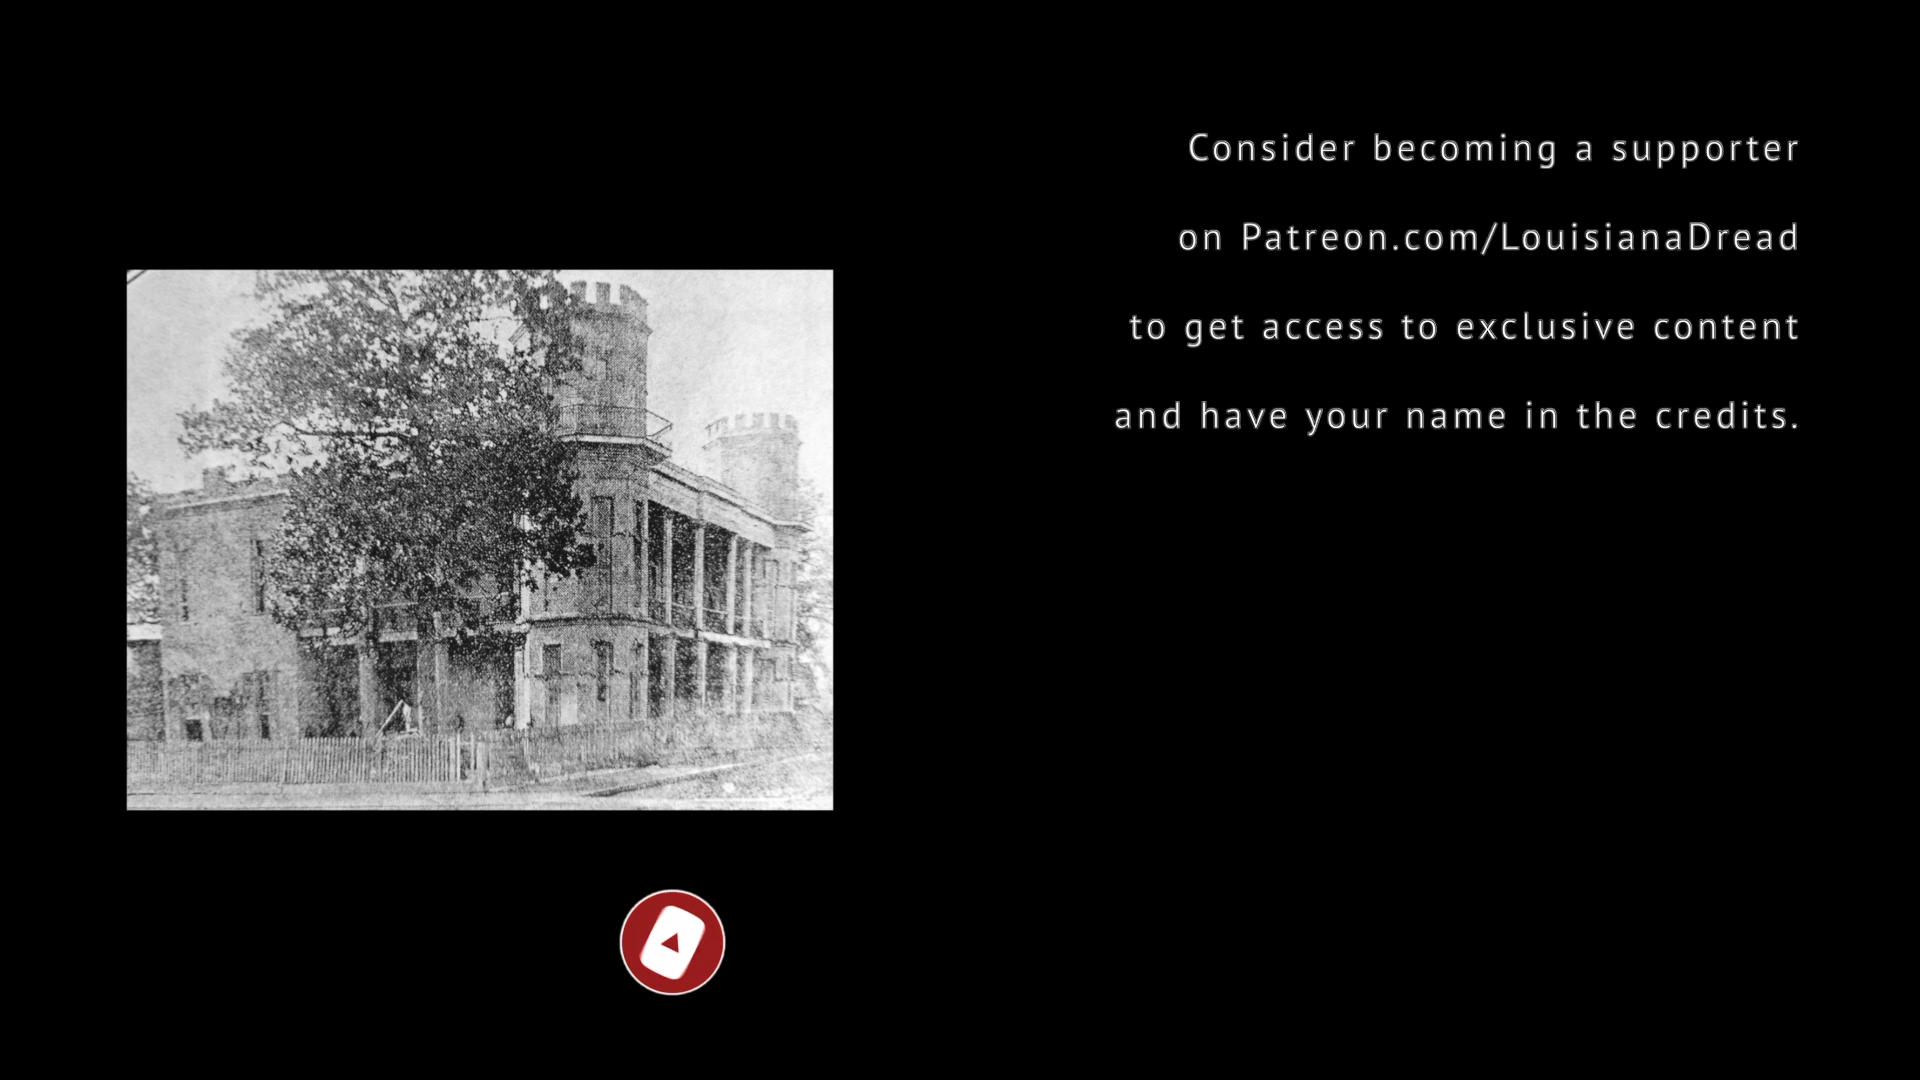 Consider becoming a supporter
on Patreon.com/LouisianaDread
to get access to exclusive content
and have your name in the credits.